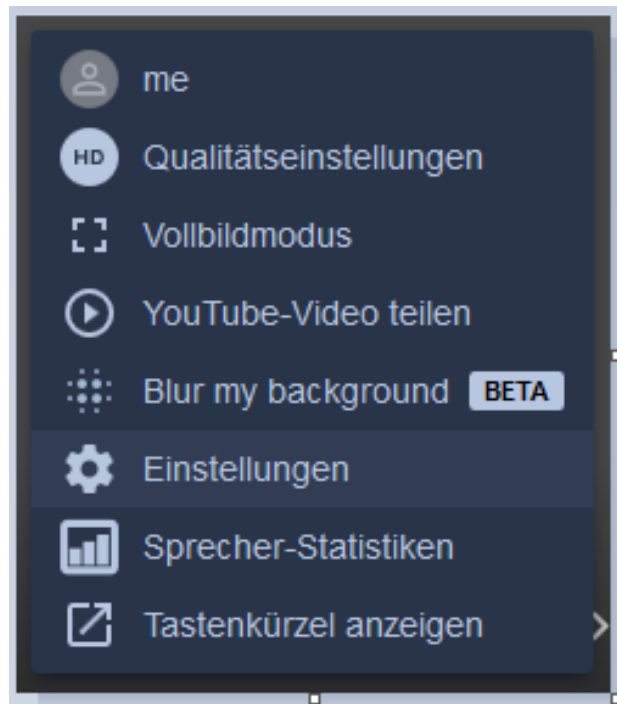 me
HD
Qualitätseinstellungen
Vollbildmodus
YouTube-Video teilen
Blur my background BETA
Einstellungen
Sprecher-Statistiken
Tastenkürzel anzeigen